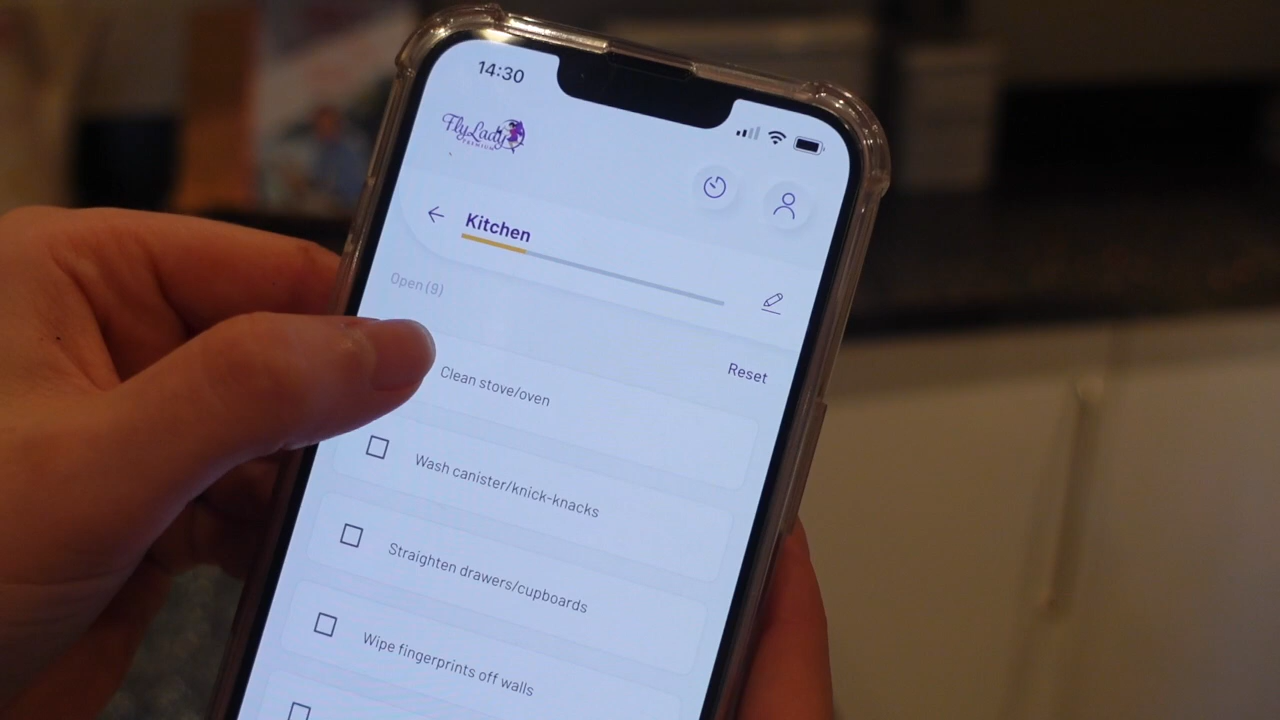 14:30
FlyLady
PREMIUM
Kitchen
Open (9)
Reset
Clean stove/oven
Wash canister/knick-knacks
Straighten drawers/cupboards
Wipe fingerprints off walls